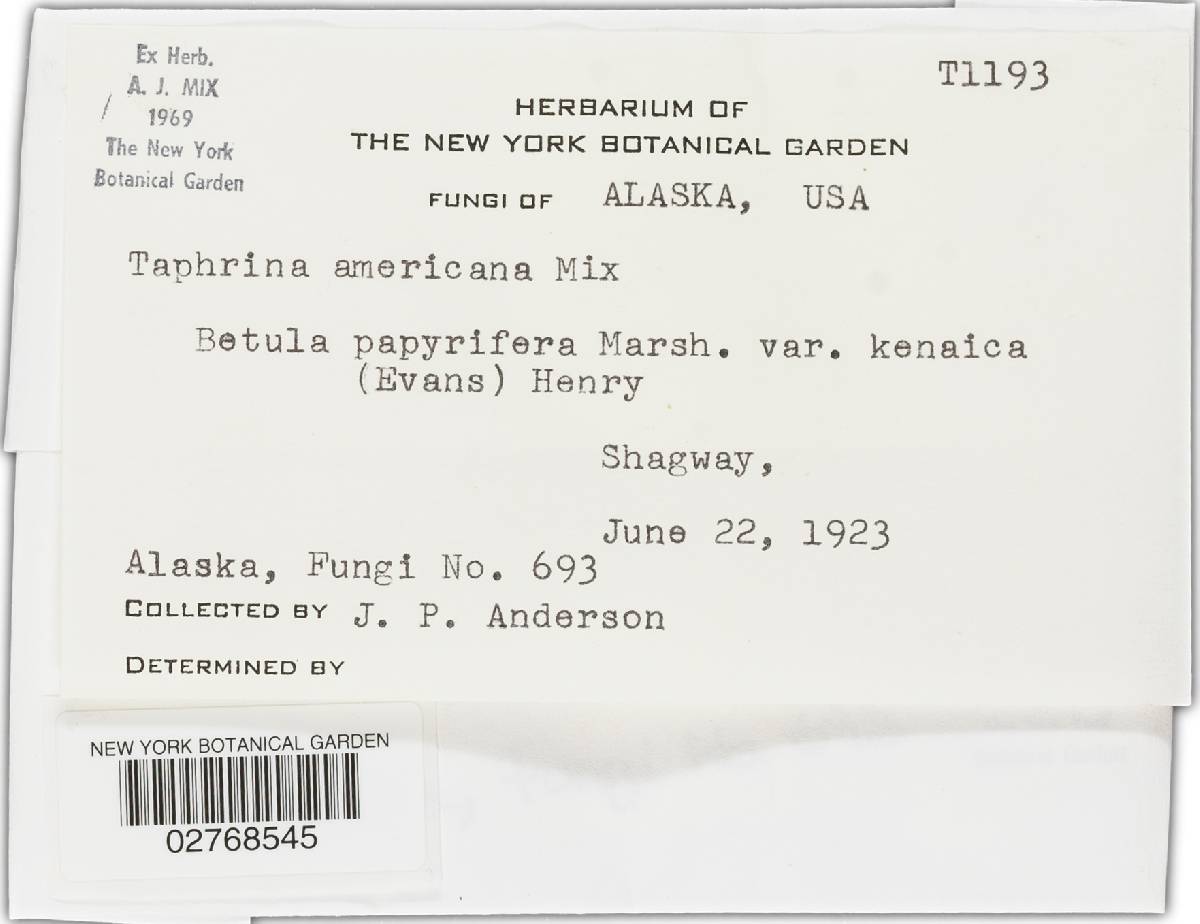 Ex Herb.
A. J. MIX
1969
The New York
Botanical Garden
T1193
HERBARIUM OF
THE NEW YORK BOTANICAL GARDEN
FUNGI OF ALASKA, USA
Taphrina americana Mix
Betula papyrifera Marsh. var. kenaica
(Evans) Henry
Shagway,
June 22, 1923
Alaska, Fungi No. 693
COLLECTED BY J. P. Anderson
DETERMINED BY
NEW YORK BOTANICAL GARDEN
02768545